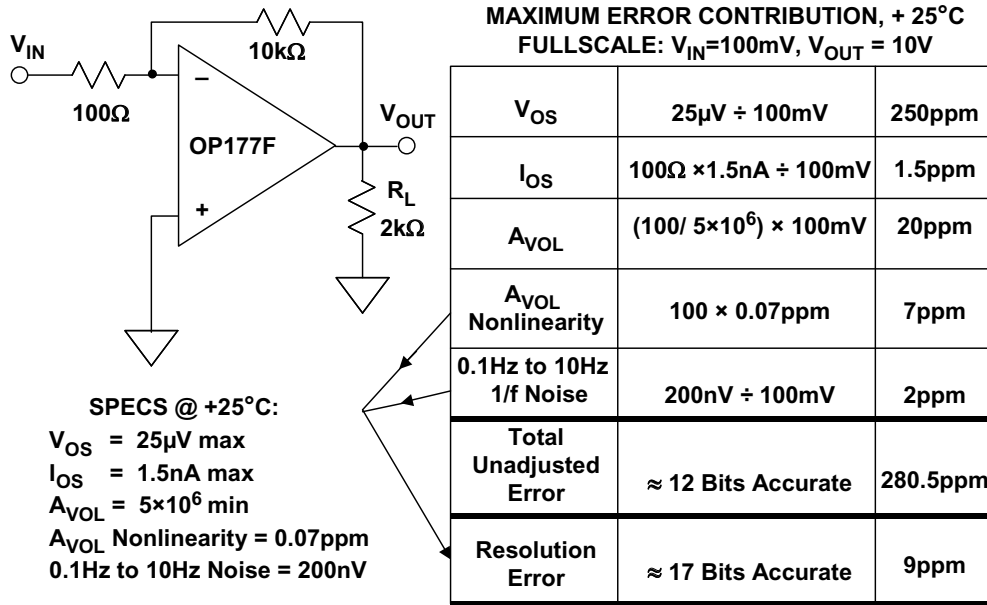 MAXIMUM ERROR CONTRIBUTION, + 25°C
FULLSCALE: VIN=100mV, VOUT = 10V
VIN
100Ω
10kΩ
–
OP177F
+
VOUT
RL
2kΩ
VOS 25µV ÷ 100mV 250ppm
IOS 100Ω ×1.5nA ÷ 100mV 1.5ppm
AVOL (100/ 5×10⁶) × 100mV 20ppm
AVOL
Nonlinearity 100 × 0.07ppm 7ppm
0.1Hz to 10Hz
1/f Noise 200nV ÷ 100mV 2ppm
Total
Unadjusted
Error ≈ 12 Bits Accurate 280.5ppm
Resolution
Error ≈ 17 Bits Accurate 9ppm
SPECS @ +25°C:
VOS = 25µV max
IOS = 1.5nA max
AVOL = 5×10⁶ min
AVOL Nonlinearity = 0.07ppm
0.1Hz to 10Hz Noise = 200nV